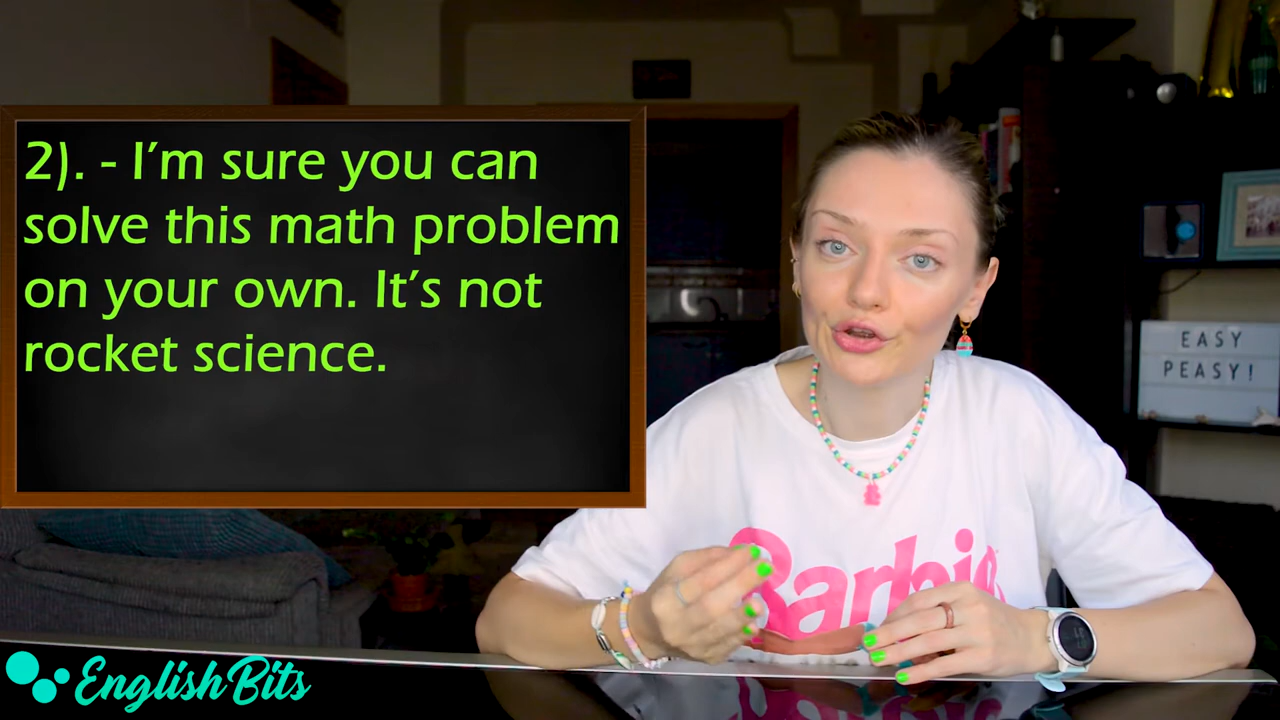 2). - I'm sure you can
solve this math problem
on your own. It's not
rocket science.
EASY
PEASY!
Barbie
EnglishBits